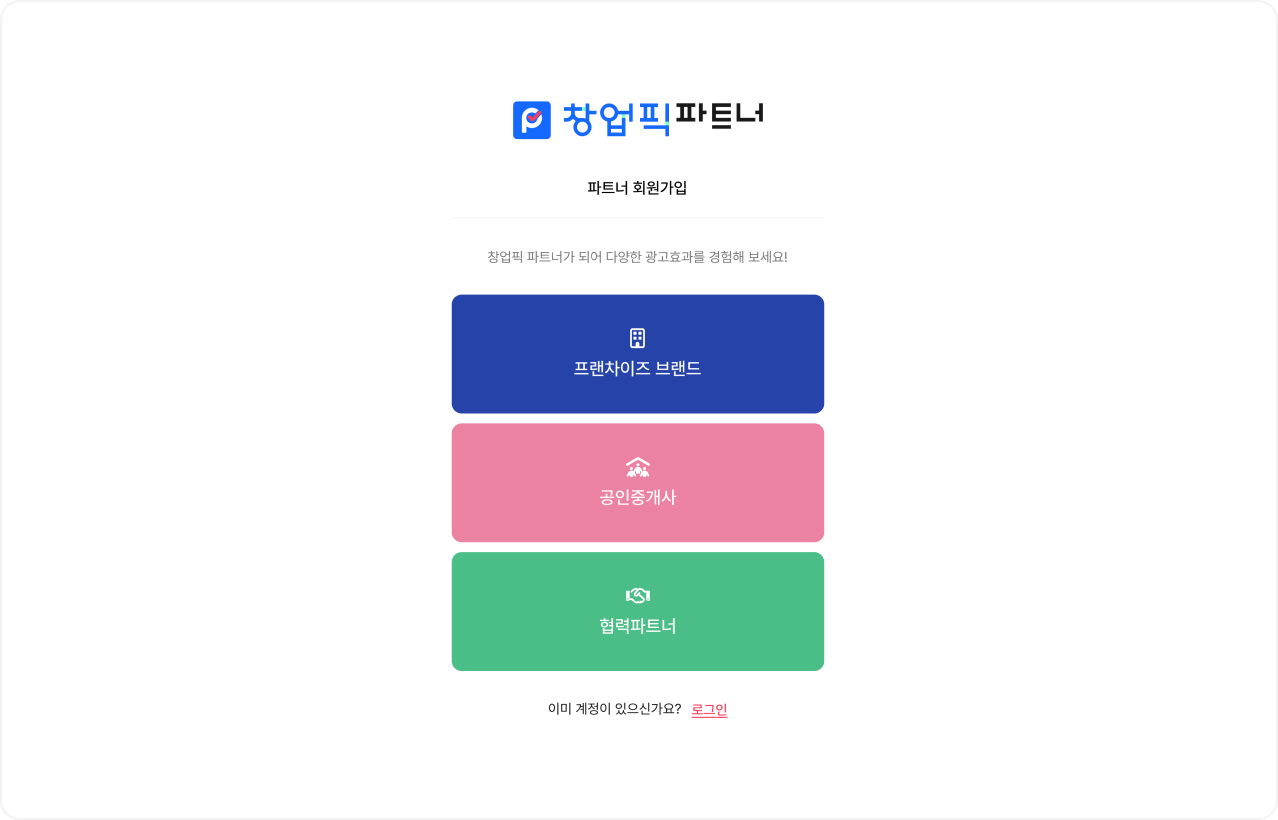 창업픽파트너
파트너 회원가입
창업픽 파트너가 되어 다양한 광고효과를 경험해 보세요!
프랜차이즈 브랜드
공인중개사
협력파트너
이미 계정이 있으신가요? 로그인